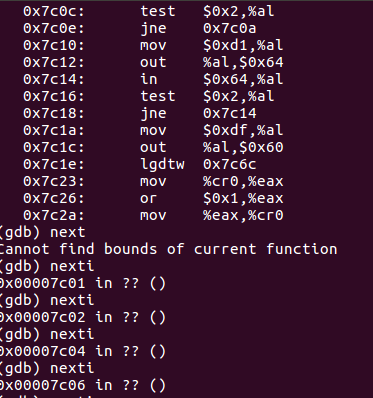 0x7c0c: test $0x2,%al
0x7c0e: jne 0x7c0a
0x7c10: mov $0xd1,%al
0x7c12: out %al,$0x64
0x7c14: in $0x64,%al
0x7c16: test $0x2,%al
0x7c18: jne 0x7c14
0x7c1a: mov $0xdf,%al
0x7c1c: out %al,$0x60
0x7c1e: lgdtw 0x7c6c
0x7c23: mov %cr0,%eax
0x7c26: or $0x1,%eax
0x7c2a: mov %eax,%cr0
(gdb) next
Cannot find bounds of current function
(gdb) nexti
0x00007c01 in ?? ()
(gdb) nexti
0x00007c02 in ?? ()
(gdb) nexti
0x00007c04 in ?? ()
(gdb) nexti
0x00007c06 in ?? ()